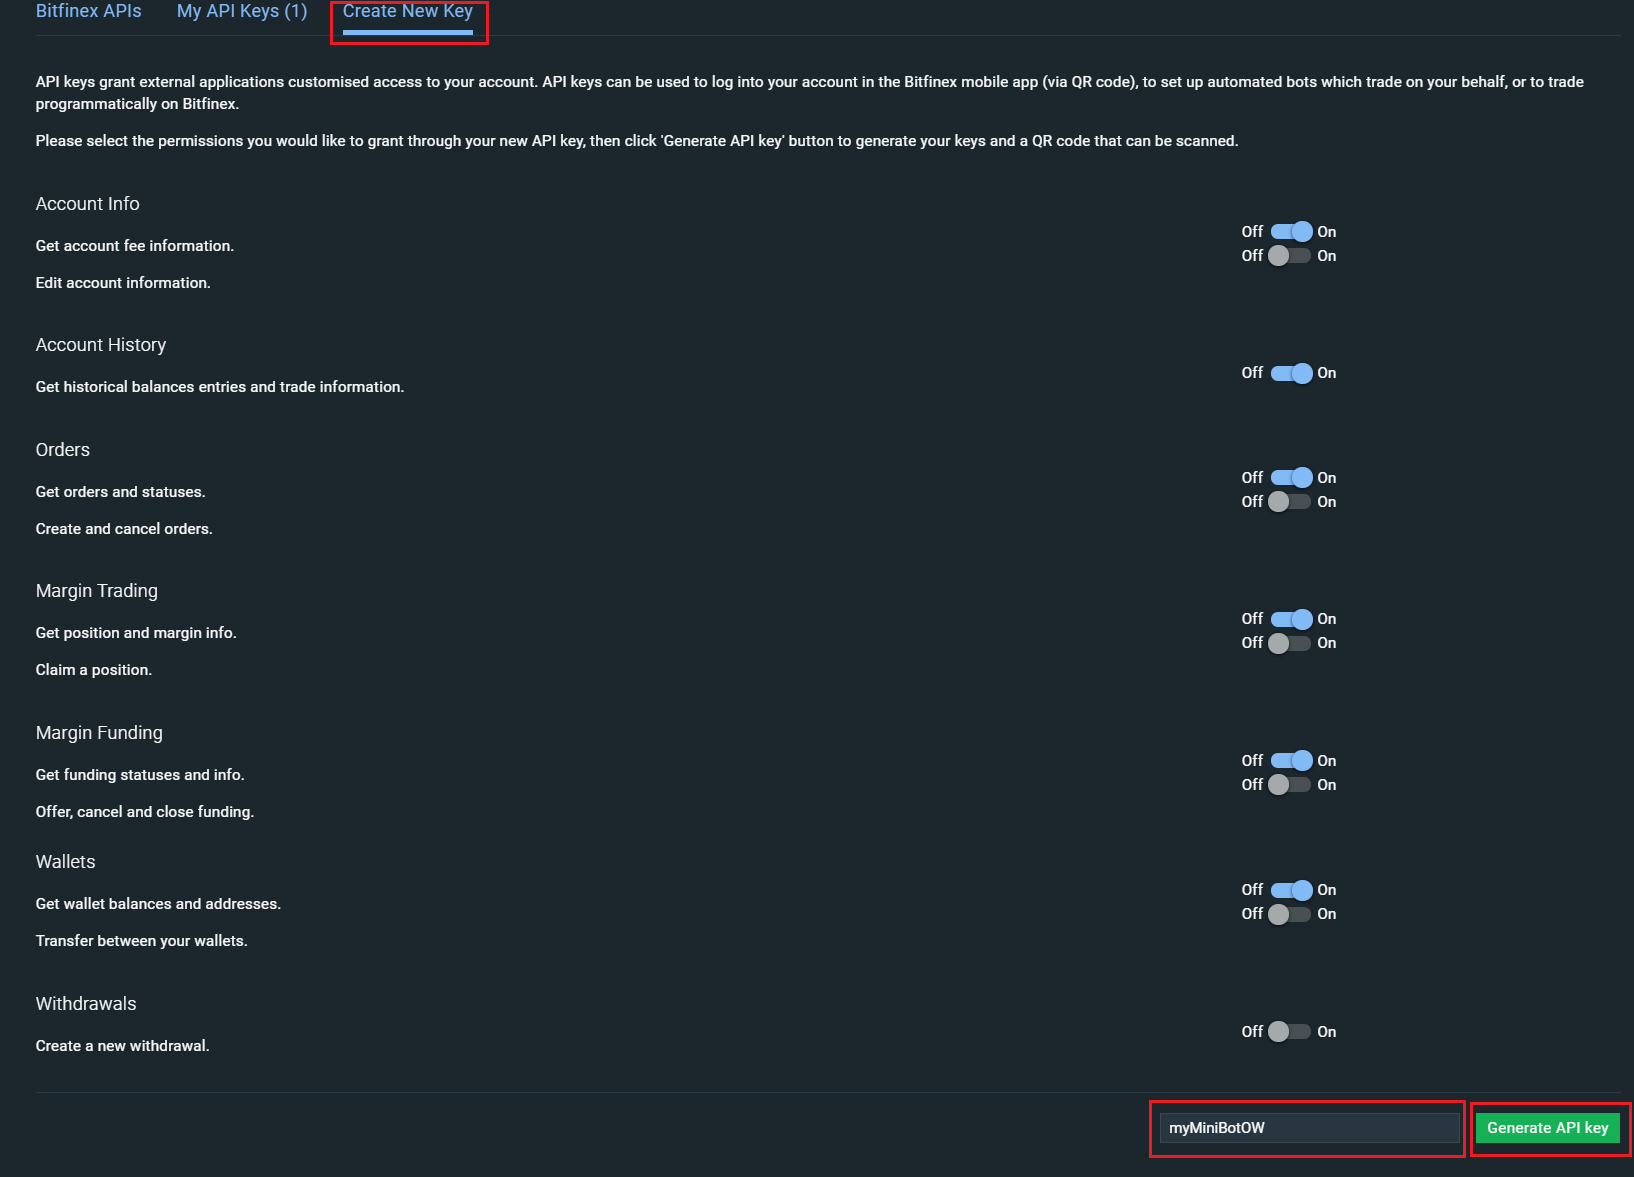 Bitfinex APIs My API Keys (1) Create New Key
API keys grant external applications customised access to your account. API keys can be used to log into your account in the Bitfinex mobile app (via QR code), to set up automated bots which trade on your behalf, or to trade
programmatically on Bitfinex.
Please select the permissions you would like to grant through your new API key, then click 'Generate API key' button to generate your keys and a QR code that can be scanned.
Account Info
Off On
Get account fee information.
Off On
Edit account information.
Account History
Off On
Get historical balances entries and trade information.
Orders
Off On
Get orders and statuses.
Off On
Create and cancel orders.
Margin Trading
Off On
Get position and margin info.
Off On
Claim a position.
Margin Funding
Off On
Get funding statuses and info.
Off On
Offer, cancel and close funding.
Wallets
Off On
Get wallet balances and addresses.
Off On
Transfer between your wallets.
Withdrawals
Off On
Create a new withdrawal.
myMiniBotOW Generate API key